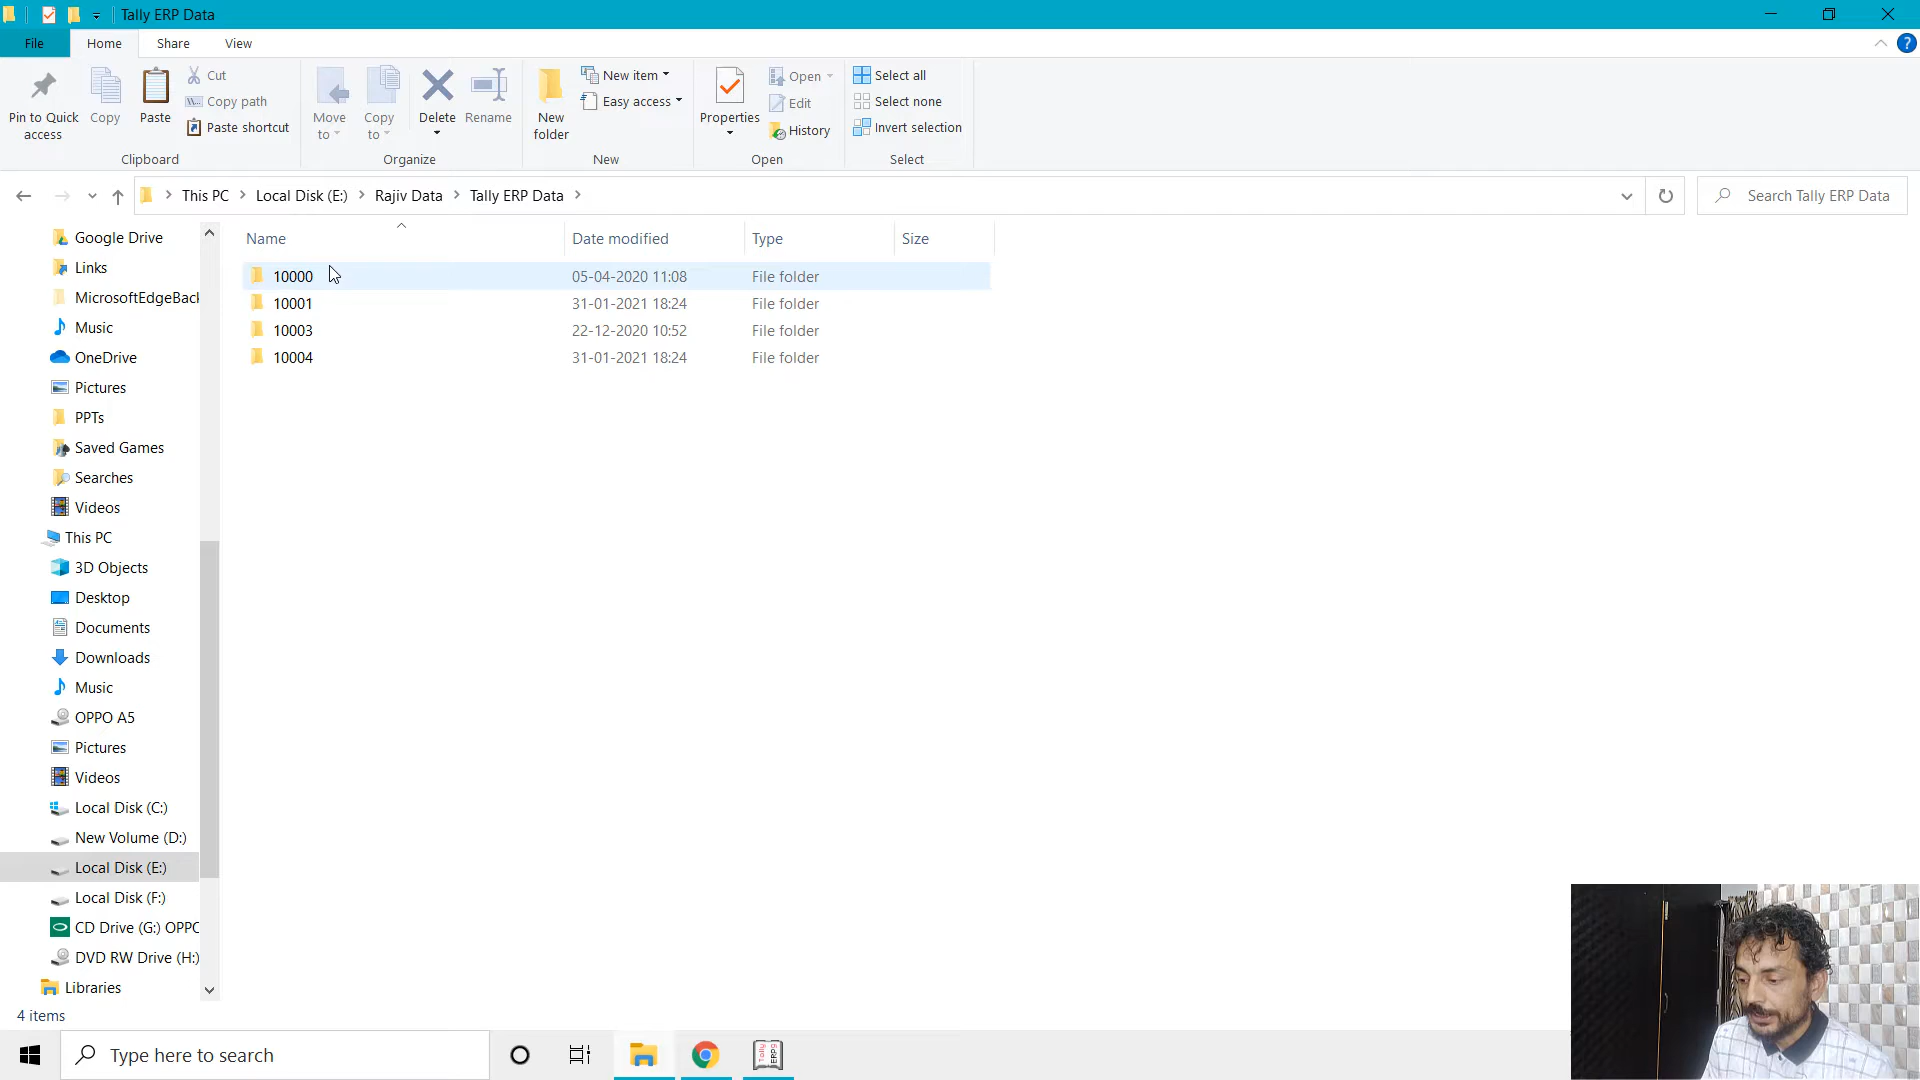 Tally ERP Data
File Home Share View
Pin to Quick access
Copy
Paste
Cut
Copy path
Paste shortcut
Clipboard
Move to
Copy to
Delete
Rename
Organize
New folder
New item
Easy access
New
Properties
Open
Edit
History
Open
Select all
Select none
Invert selection
Select
This PC > Local Disk (E:) > Rajiv Data > Tally ERP Data >
Search Tally ERP Data
Name Date modified Type Size
10000 05-04-2020 11:08 File folder
10001 31-01-2021 18:24 File folder
10003 22-12-2020 10:52 File folder
10004 31-01-2021 18:24 File folder
Google Drive
Links
MicrosoftEdgeBack
Music
OneDrive
Pictures
PPTs
Saved Games
Searches
Videos
This PC
3D Objects
Desktop
Documents
Downloads
Music
OPPO A5
Pictures
Videos
Local Disk (C:)
New Volume (D:)
Local Disk (E:)
Local Disk (F:)
CD Drive (G:) OPPO
DVD RW Drive (H:)
Libraries
4 items
Type here to search
Tally ERP9